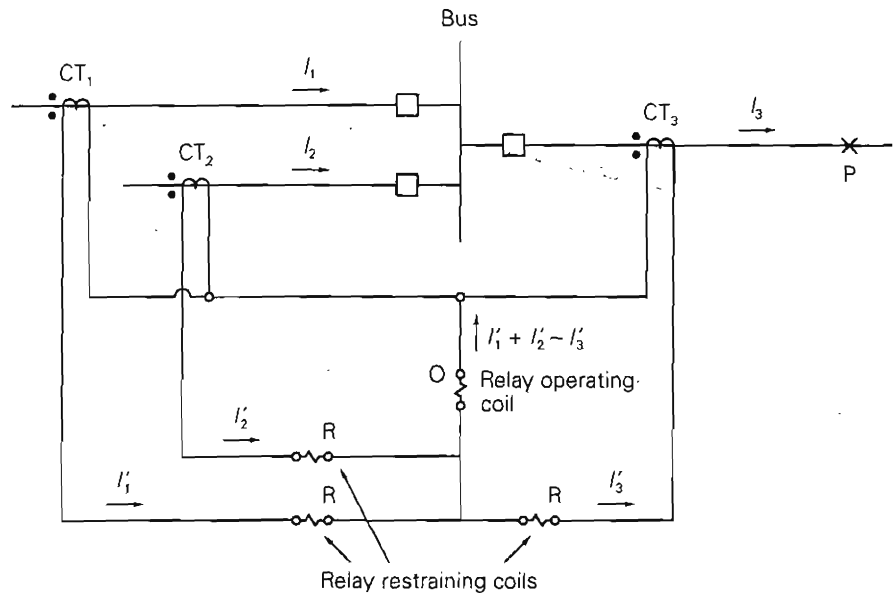 Bus
CT₁
I₁
CT₂
I₂
CT₃
I₃
P
I′₁ + I′₂ − I′₃
O
Relay operating
coil
I′₂
R
I′₁
R
R
I′₃
Relay restraining coils